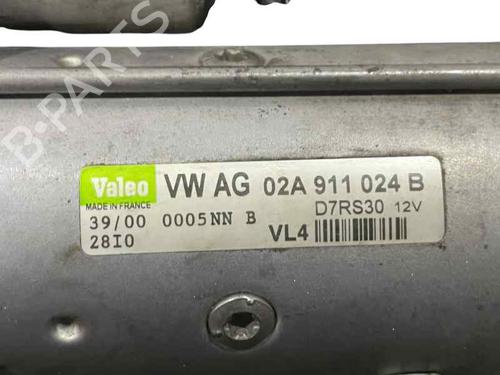 B-PARTS
Valeo VW AG 02A 911 024 B
MADE IN FRANCE
D7RS30 12V
39/00 0005NN B
28I0
VL4